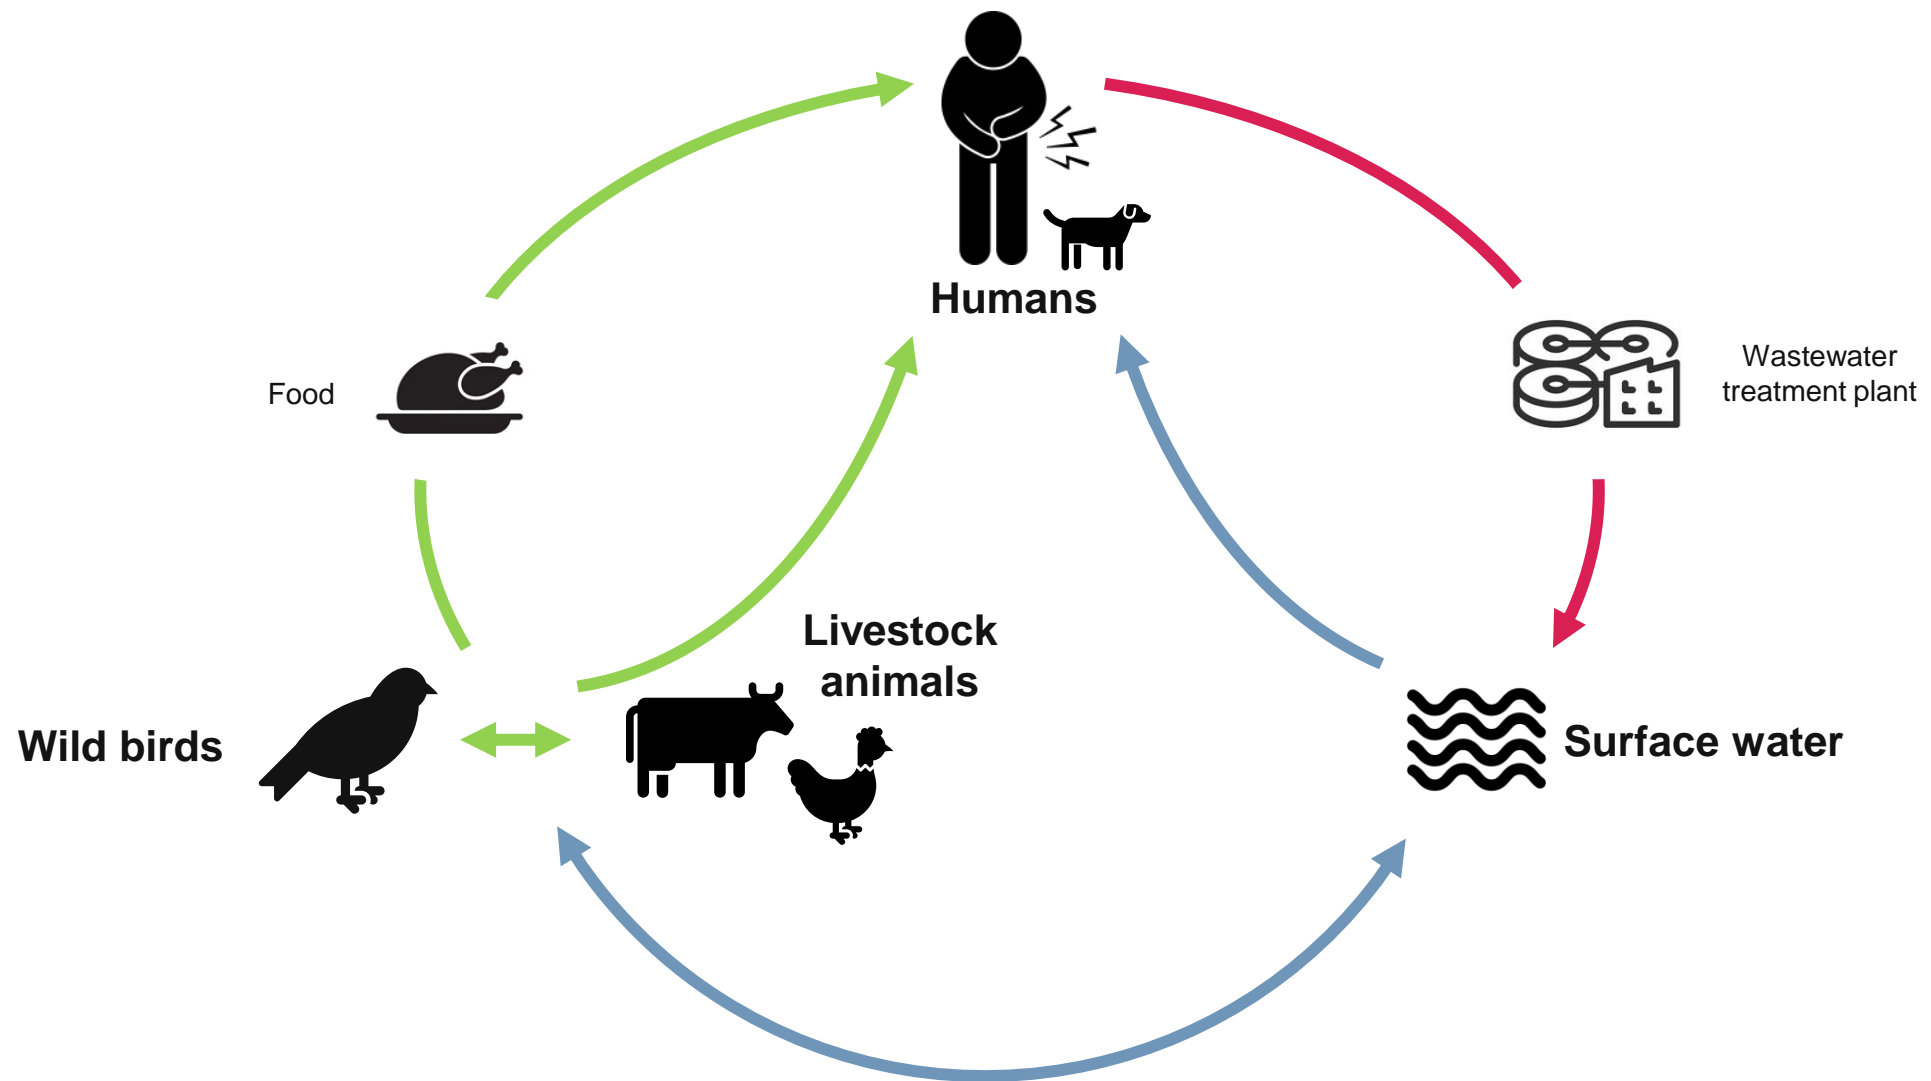 Humans
Food
Wastewater
treatment plant
Livestock
animals
Wild birds
Surface water